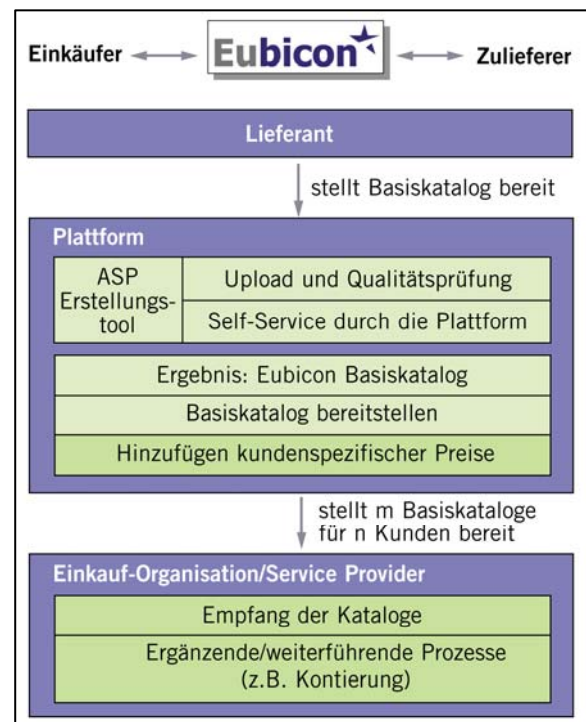 Einkäufer Eubicon Zulieferer
Lieferant
stellt Basiskatalog bereit
Plattform
ASP
Erstellungs-
tool
Upload und Qualitätsprüfung
Self-Service durch die Plattform
Ergebnis: Eubicon Basiskatalog
Basiskatalog bereitstellen
Hinzufügen kundenspezifischer Preise
stellt m Basiskataloge
für n Kunden bereit
Einkauf-Organisation/Service Provider
Empfang der Kataloge
Ergänzende/weiterführende Prozesse
(z.B. Kontierung)